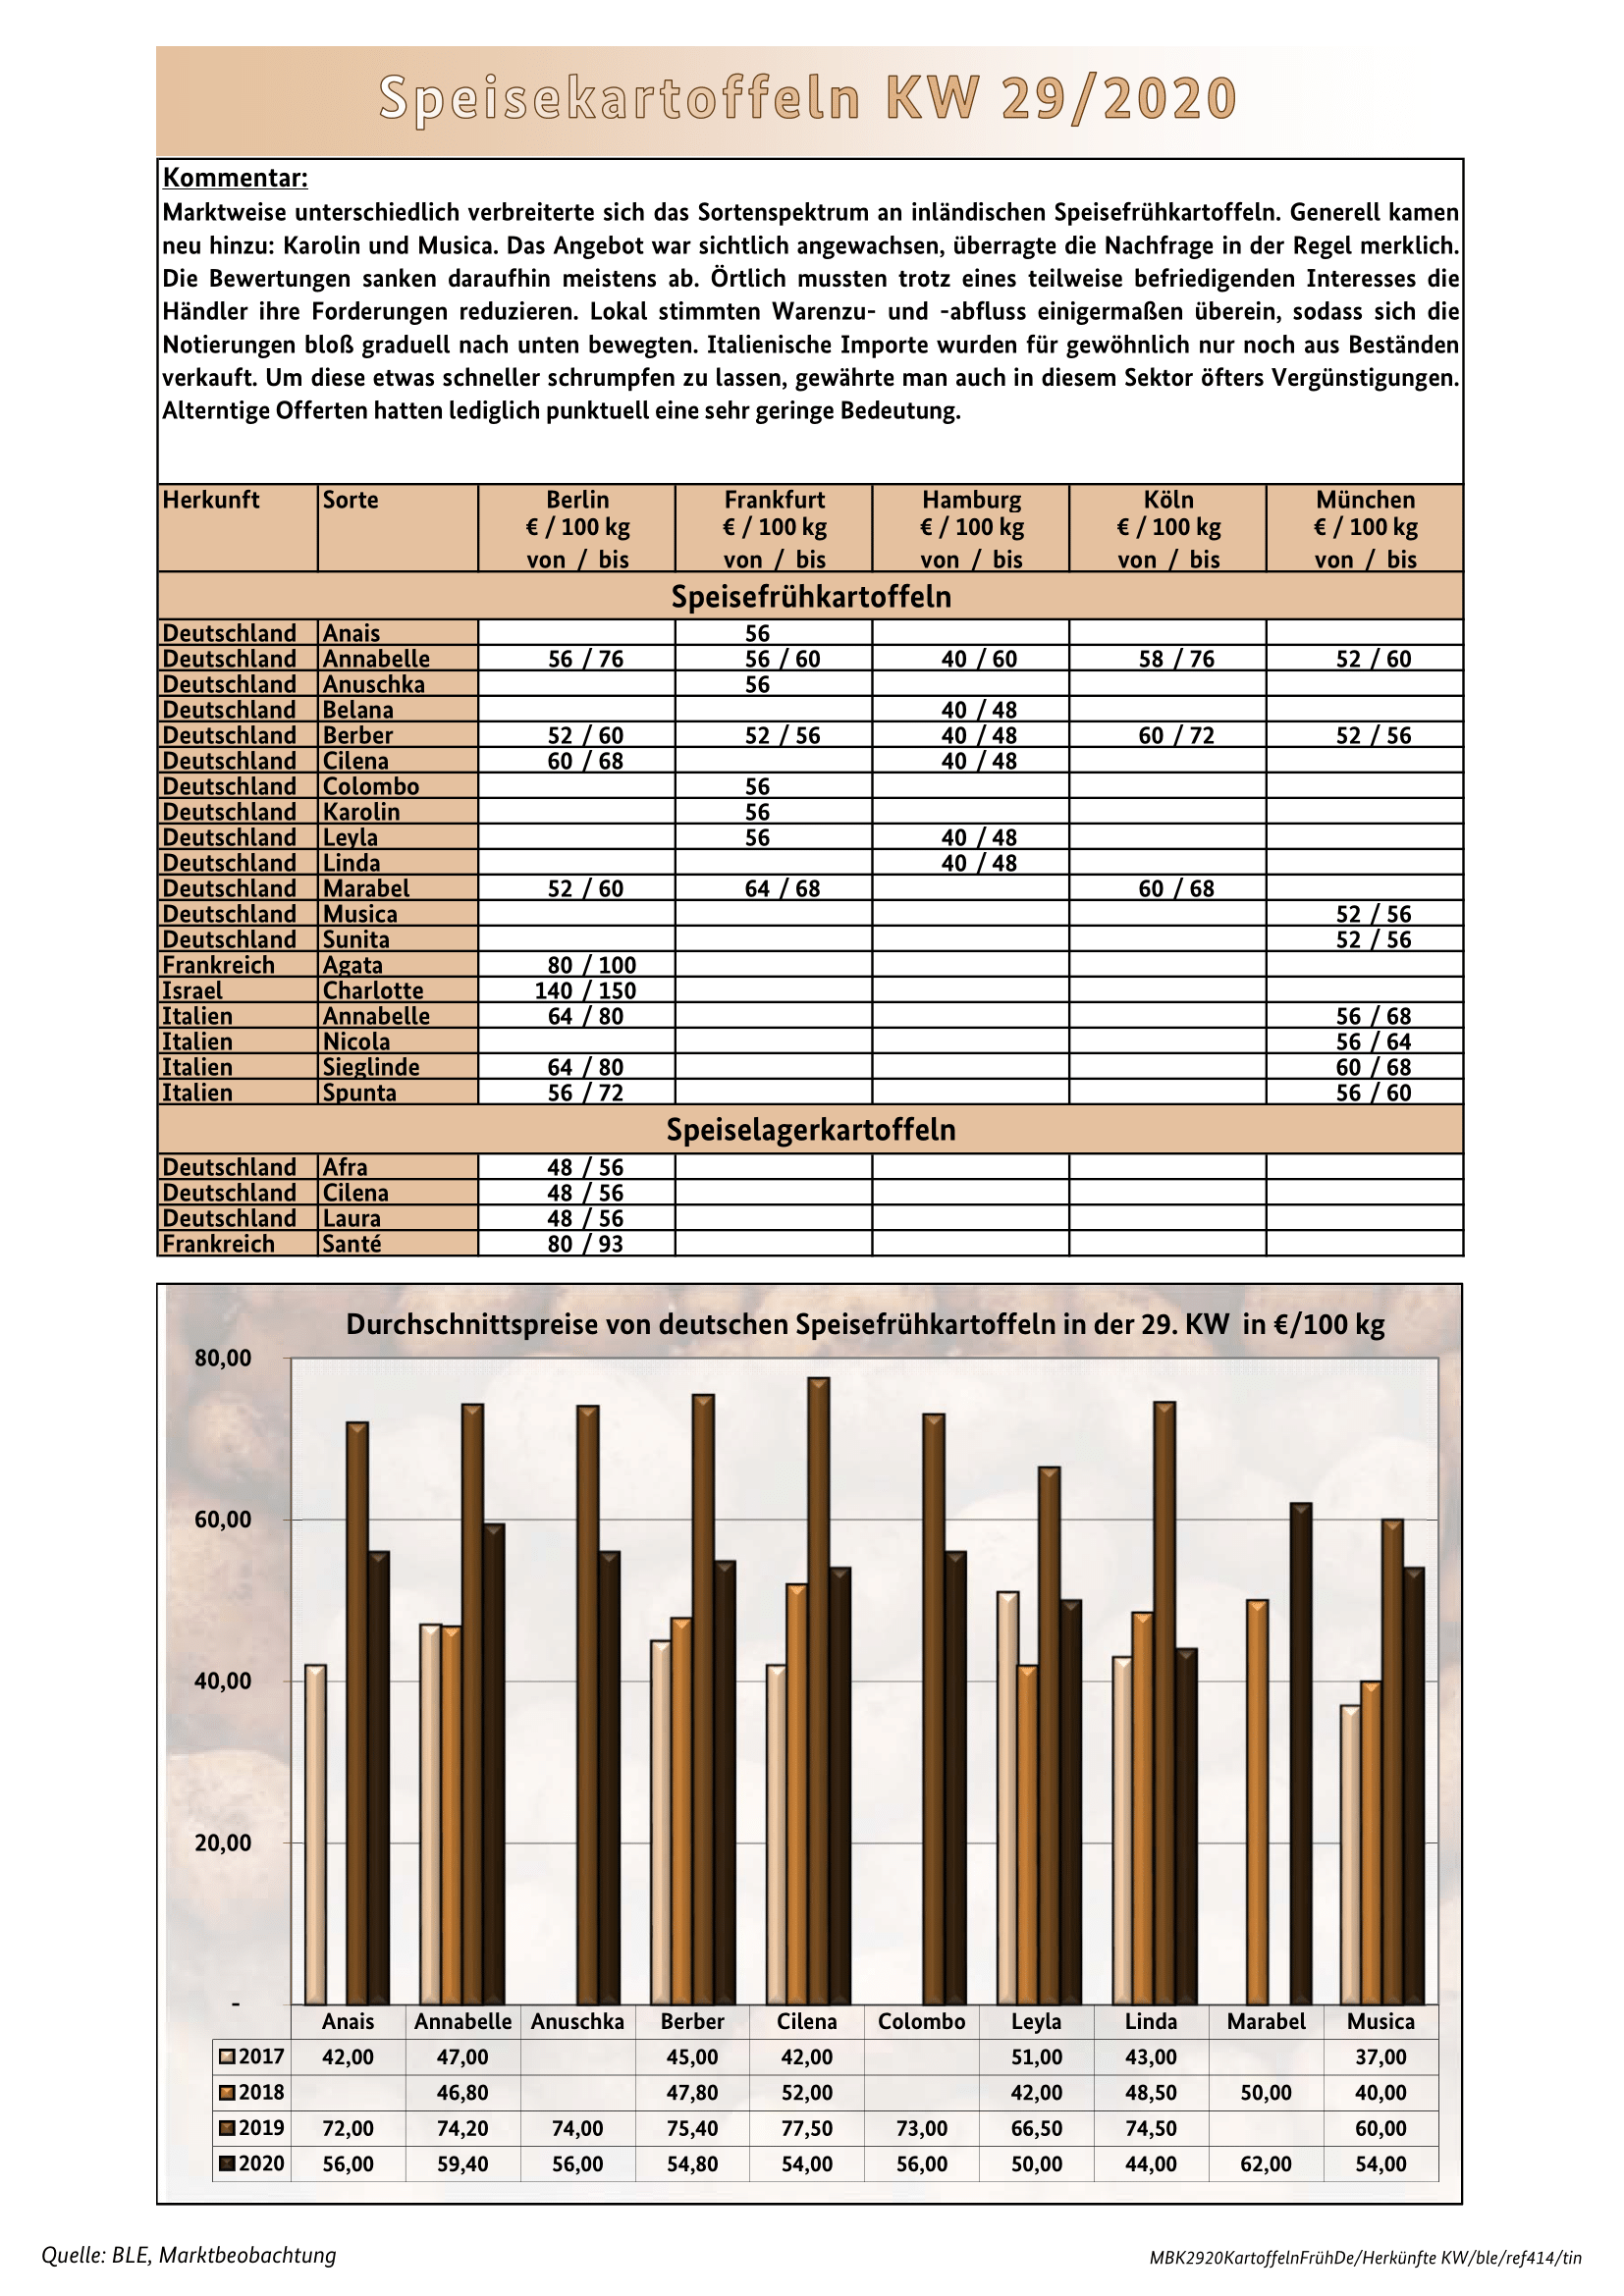 Speisekartoffeln KW 29/2020
Kommentar:
Marktweise unterschiedlich verbreiterte sich das Sortenspektrum an inländischen Speisefrühkartoffeln. Generell kamen
neu hinzu: Karolin und Musica. Das Angebot war sichtlich angewachsen, überragte die Nachfrage in der Regel merklich.
Die Bewertungen sanken daraufhin meistens ab. Örtlich mussten trotz eines teilweise befriedigenden Interesses die
Händler ihre Forderungen reduzieren. Lokal stimmten Warenzu- und -abfluss einigermaßen überein, sodass sich die
Notierungen bloß graduell nach unten bewegten. Italienische Importe wurden für gewöhnlich nur noch aus Beständen
verkauft. Um diese etwas schneller schrumpfen zu lassen, gewährte man auch in diesem Sektor öfters Vergünstigungen.
Alterntige Offerten hatten lediglich punktuell eine sehr geringe Bedeutung.
Herkunft Sorte Berlin Frankfurt Hamburg Köln München
€ / 100 kg € / 100 kg € / 100 kg € / 100 kg € / 100 kg
von / bis von / bis von / bis von / bis von / bis
Speisefrühkartoffeln
Deutschland Anais 56
Deutschland Annabelle 56 / 76 56 / 60 40 / 60 58 / 76 52 / 60
Deutschland Anuschka 56
Deutschland Belana 40 / 48
Deutschland Berber 52 / 60 52 / 56 40 / 48 60 / 72 52 / 56
Deutschland Cilena 60 / 68 40 / 48
Deutschland Colombo 56
Deutschland Karolin 56
Deutschland Leyla 56 40 / 48
Deutschland Linda 40 / 48
Deutschland Marabel 52 / 60 64 / 68 60 / 68
Deutschland Musica 52 / 56
Deutschland Sunita 52 / 56
Frankreich Agata 80 / 100
Israel Charlotte 140 / 150
Italien Annabelle 64 / 80 56 / 68
Italien Nicola 56 / 64
Italien Sieglinde 64 / 80 60 / 68
Italien Spunta 56 / 72 56 / 60
Speiselagerkartoffeln
Deutschland Afra 48 / 56
Deutschland Cilena 48 / 56
Deutschland Laura 48 / 56
Frankreich Santé 80 / 93
Durchschnittspreise von deutschen Speisefrühkartoffeln in der 29. KW in €/100 kg
80,00
60,00
40,00
20,00
-
Anais Annabelle Anuschka Berber Cilena Colombo Leyla Linda Marabel Musica
2017 42,00 47,00 45,00 42,00 51,00 43,00 37,00
2018 46,80 47,80 52,00 42,00 48,50 50,00 40,00
2019 72,00 74,20 74,00 75,40 77,50 73,00 66,50 74,50 60,00
2020 56,00 59,40 56,00 54,80 54,00 56,00 50,00 44,00 62,00 54,00
Quelle: BLE, Marktbeobachtung
MBK2920KartoffelnFrühDe/Herkünfte KW/ble/ref414/tin